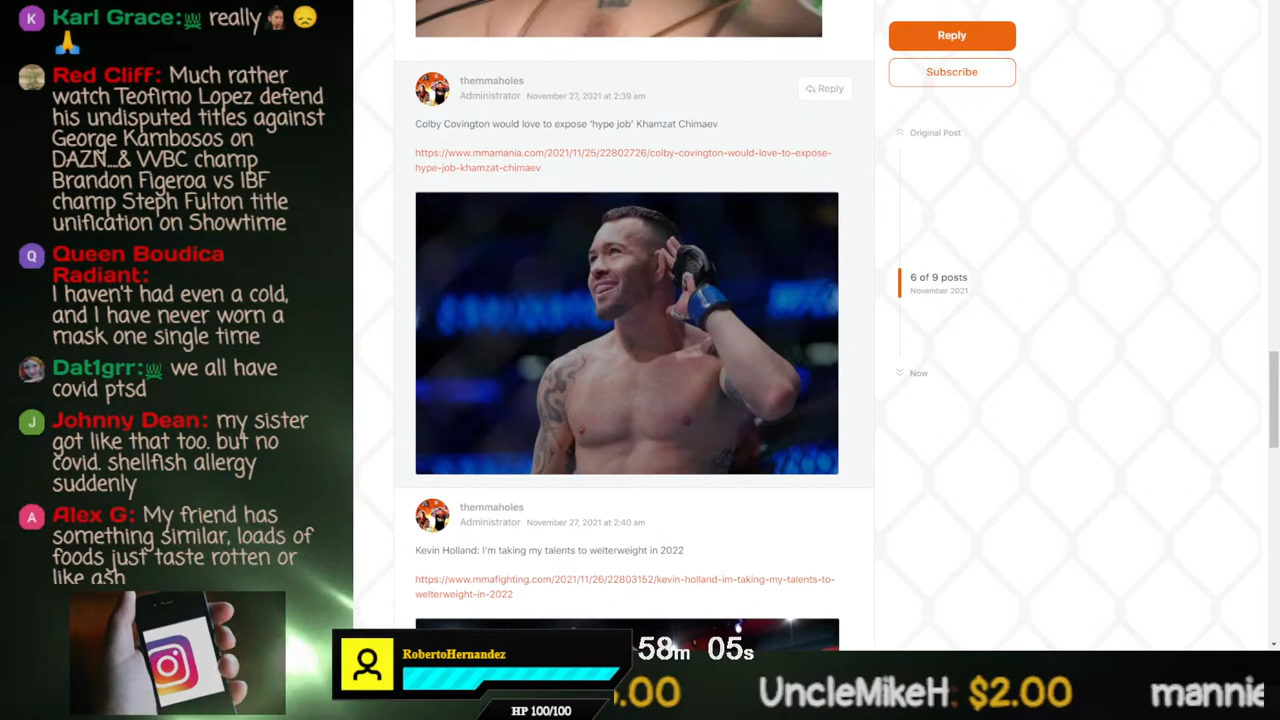 Karl Grace: really
Red Cliff: Much rather
watch Teofimo Lopez defend
his undisputed titles against
George Kambosos on
DAZN...& WBC champ
Brandon Figeroa vs IBF
champ Steph Fulton title
unification on Showtime
Queen Boudica
Radiant:
I haven't had even a cold,
and I have never worn a
mask one single time
Dat1grr: we all have
covid ptsd
Johnny Dean: my sister
got like that too. but no
covid. shellfish allergy
suddenly
Alex G: My friend has
something similar, loads of
foods just taste rotten or
like ash
themmaholes
Administrator November 27, 2021 at 2:39 am
Reply
Colby Covington would love to expose ‘hype job’ Khamzat Chimaev
https://www.mmamania.com/2021/11/25/22802726/colby-covington-would-love-to-expose-
hype-job-khamzat-chimaev
themmaholes
Administrator November 27, 2021 at 2:40 am
Kevin Holland: I'm taking my talents to welterweight in 2022
https://www.mmafighting.com/2021/11/26/22803152/kevin-holland-im-taking-my-talents-to-
welterweight-in-2022
Reply
Subscribe
Original Post
6 of 9 posts
November 2021
Now
RobertoHernandez
HP 100/100
58m 05s
.00 UncleMikeH: $2.00 mannie